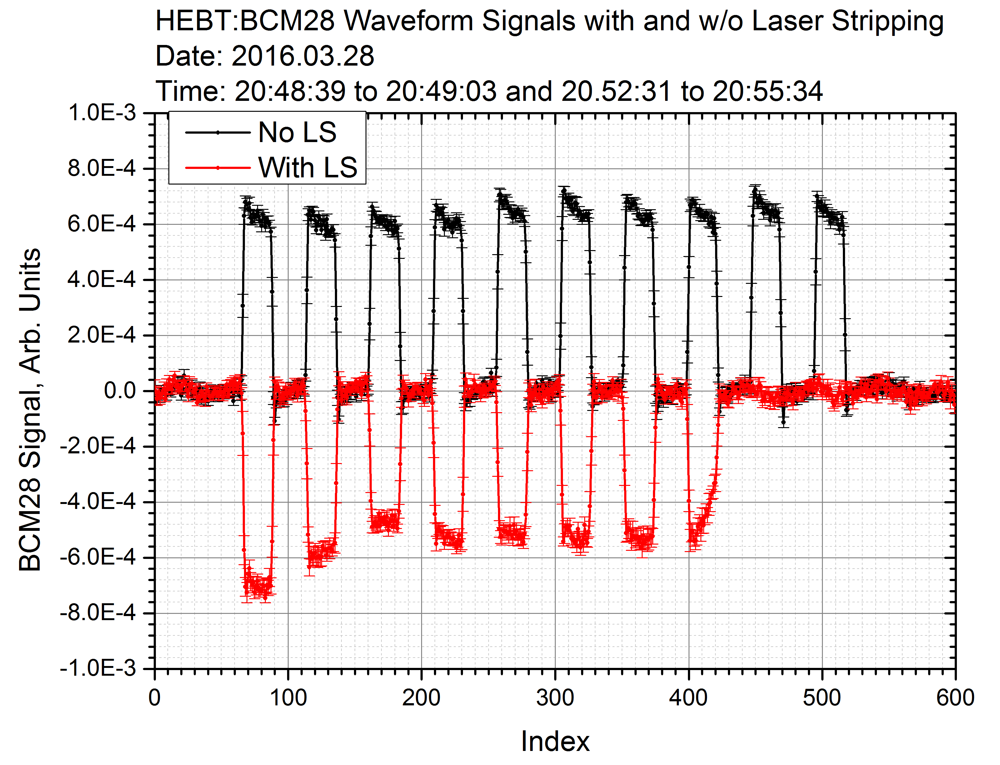 HEBT:BCM28 Waveform Signals with and w/o Laser Stripping
Date: 2016.03.28
Time: 20:48:39 to 20:49:03 and 20.52:31 to 20:55:34
No LS
With LS
1.0E-3
8.0E-4
6.0E-4
4.0E-4
2.0E-4
0.0
-2.0E-4
-4.0E-4
-6.0E-4
-8.0E-4
-1.0E-3
BCM28 Signal, Arb. Units
0 100 200 300 400 500 600
Index